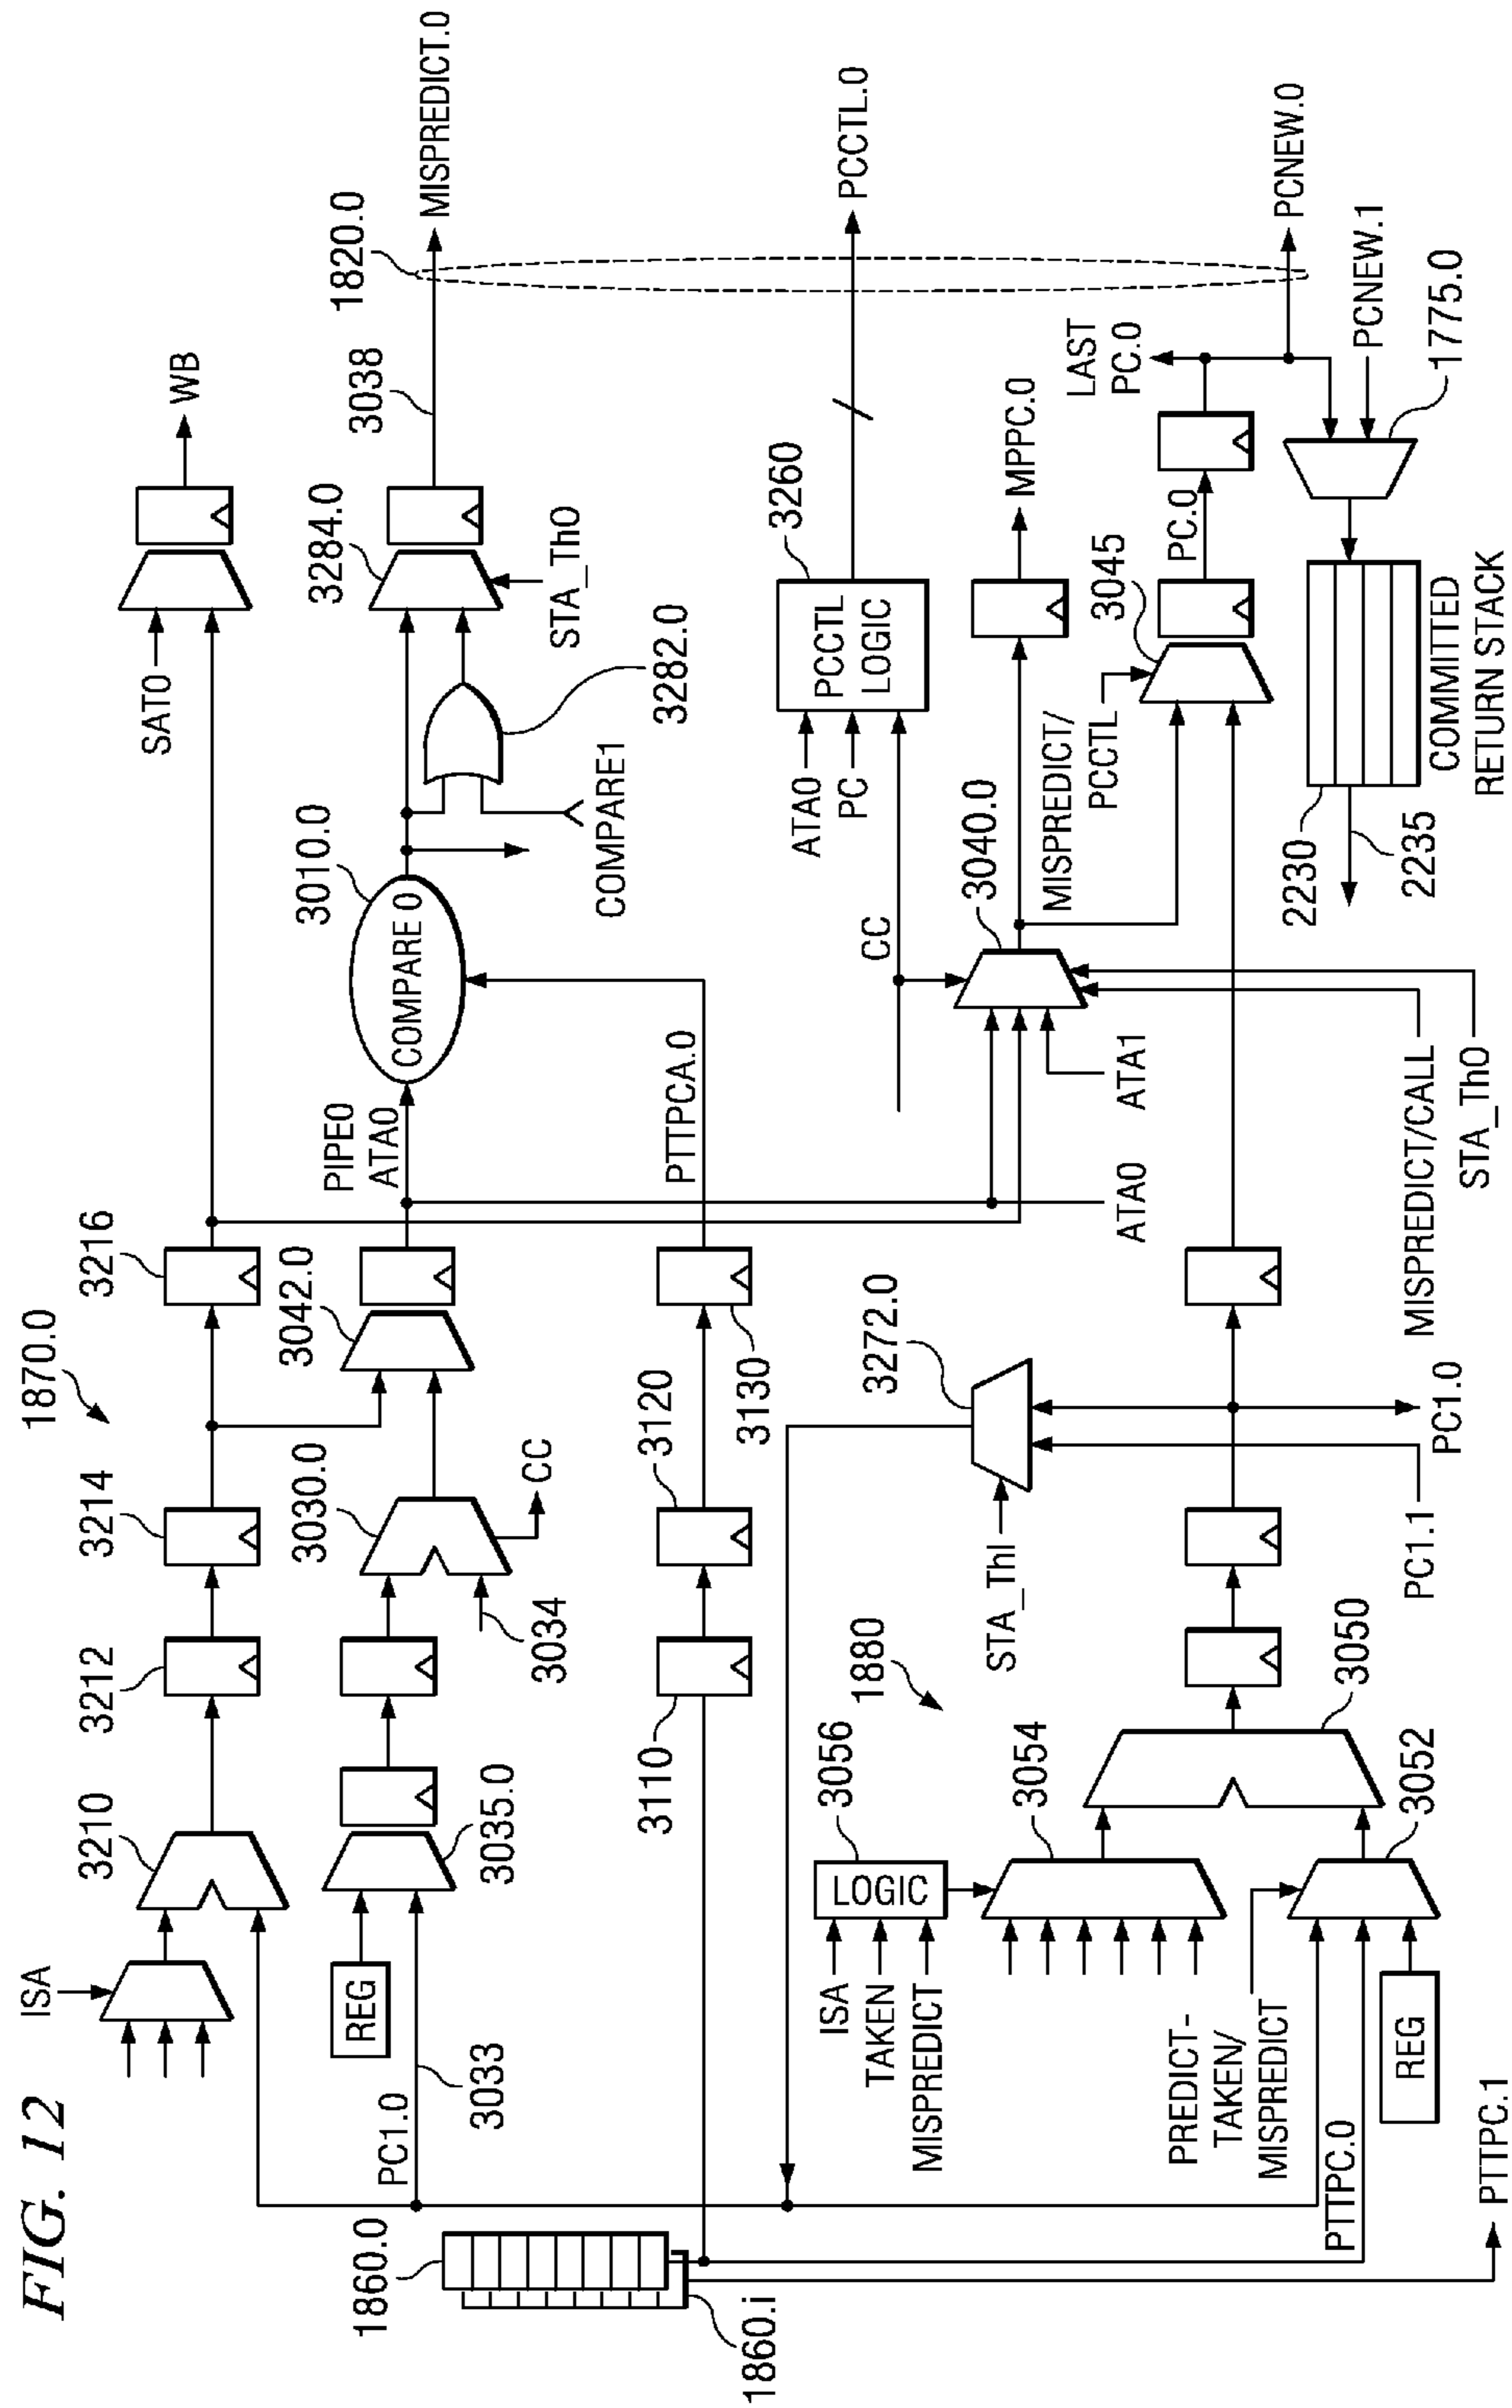 FIG. 12
1870.0
ISA
3210
3212
3214
3216
SAT0
WB
1820.0
MISPREDICT.0
3038
3284.0
STA_Th0
3282.0
COMPARE1
3010.0
COMPARE 0
PIPE0
ATA0
3042.0
3030.0
CC
3034
3035.0
REG
PC1.0
3033
1860.0
1860.i
3110
3120
3130
PTTPCA.0
PCCTL.0
3260
PCCTL
LOGIC
ATA0
PC
CC
3040.0
MPPC.0
MISPREDICT/
PCCTL
3045
PC.0
LAST
PC.0
PCNEW.0
PCNEW.1
1775.0
COMMITTED
RETURN STACK
2230
2235
ATA0
ATA1
MISPREDICT/CALL
STA_Th0
3272.0
STA_ThI
PC1.0
PC1.1
1880
3056
LOGIC
ISA
TAKEN
MISPREDICT
3054
3050
3052
PREDICT-
TAKEN/
MISPREDICT
PTTPC.0
REG
PTTPC.1